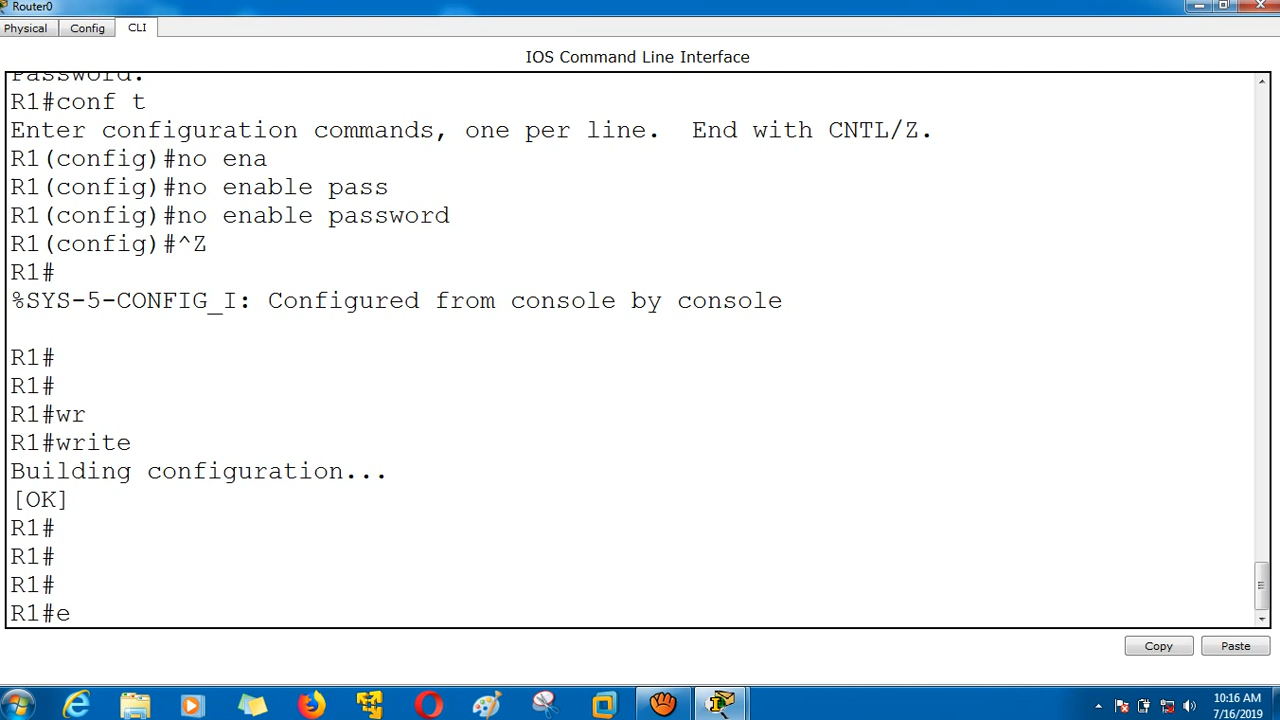 Router0
Physical
Config
CLI
IOS Command Line Interface
Password:
R1#conf t
Enter configuration commands, one per line.  End with CNTL/Z.
R1(config)#no ena
R1(config)#no enable pass
R1(config)#no enable password
R1(config)#^Z
R1#
%SYS-5-CONFIG_I: Configured from console by console
R1#
R1#
R1#wr
R1#write
Building configuration...
[OK]
R1#
R1#
R1#
R1#e
Copy
Paste
10:16 AM
7/16/2019